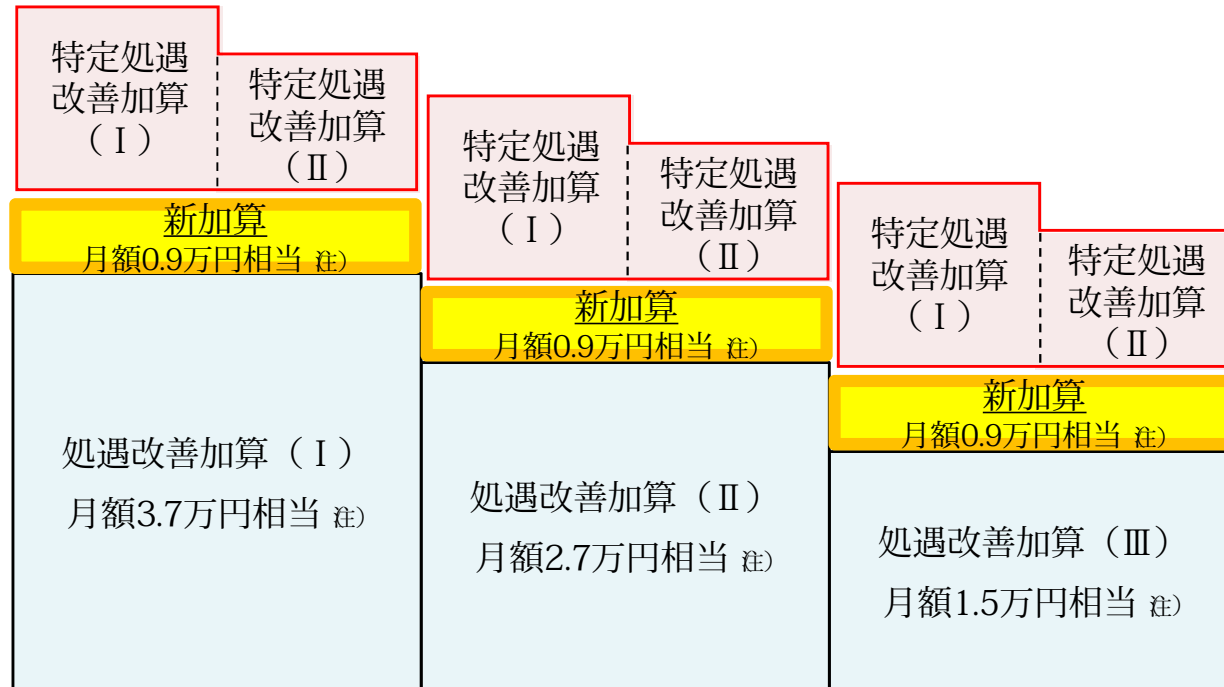 特定処遇
改善加算
（Ⅰ）
特定処遇
改善加算
（Ⅱ）
新加算
月額0.9万円相当 注）
処遇改善加算（Ⅰ）
月額3.7万円相当 注）
特定処遇
改善加算
（Ⅰ）
特定処遇
改善加算
（Ⅱ）
新加算
月額0.9万円相当 注）
処遇改善加算（Ⅱ）
月額2.7万円相当 注）
特定処遇
改善加算
（Ⅰ）
特定処遇
改善加算
（Ⅱ）
新加算
月額0.9万円相当 注）
処遇改善加算（Ⅲ）
月額1.5万円相当 注）